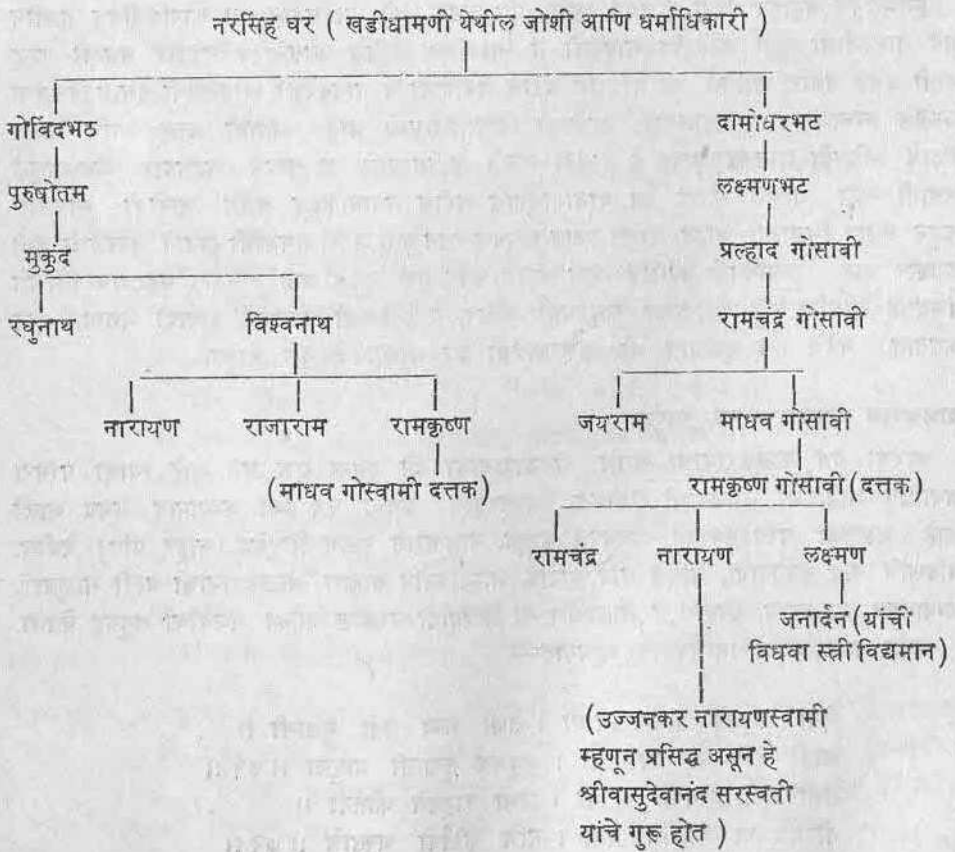 नरसिंह वर ( खडीधामणी येथील जोशी आणि धर्माधिकारी )
गोविंदभठ दामोधरभट
पुरुषोतम लक्ष्मणभट
मुकुंद प्रल्हाद गोसावी
रघुनाथ विश्वनाथ रामचंद्र गोसावी
नारायण राजाराम रामकृष्ण जयराम माधव गोसावी
(माधव गोस्वामी दत्तक) रामकृष्ण गोसावी (दत्तक)
रामचंद्र नारायण लक्ष्मण
जनार्दन (यांची
विधवा स्त्री विद्यमान)
(उज्जनकर नारायणस्वामी
म्हणून प्रसिद्ध असून हे
श्रीवासुदेवानंद सरस्वती
यांचे गुरू होत )